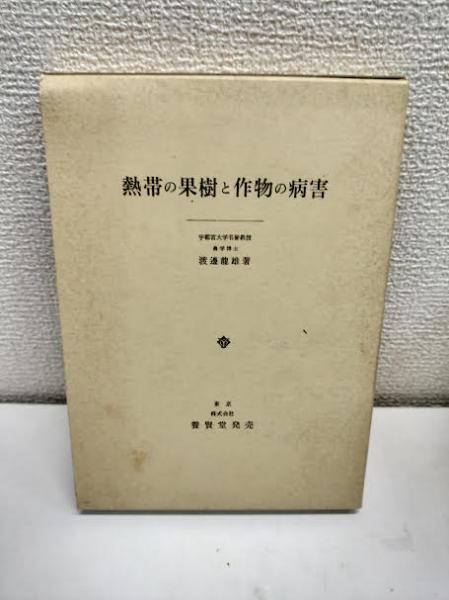 熱帯の果樹と作物の病害
宇都宮大学名誉教授
農学博士
渡邊龍雄著
東京
株式会社
養賢堂発売